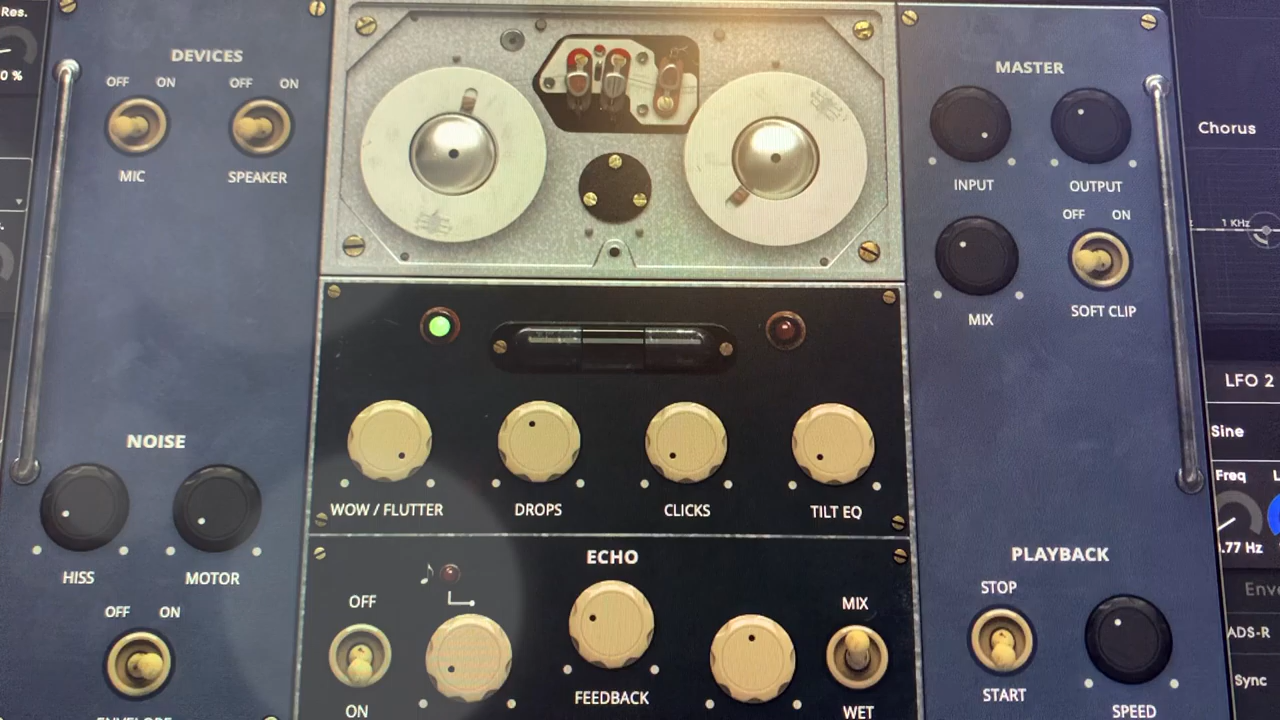 Res.
0 %
DEVICES
OFF ON
OFF ON
MIC
SPEAKER
MASTER
INPUT
OUTPUT
OFF ON
MIX
SOFT CLIP
Chorus
1 KHz
LFO 2
Sine
Freq
.77 Hz
ADS-R
Sync
NOISE
HISS
MOTOR
OFF ON
WOW / FLUTTER
DROPS
CLICKS
TILT EQ
ECHO
OFF
ON
FEEDBACK
MIX
WET
PLAYBACK
STOP
START
SPEED